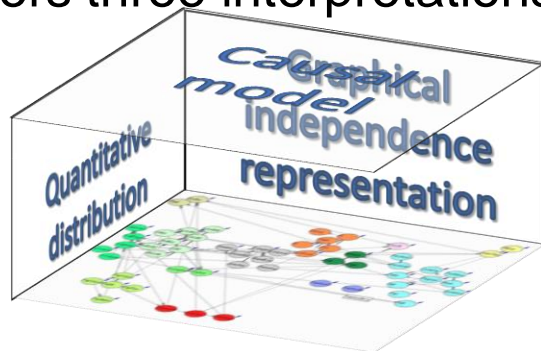 ers three interpretations
Causal
model
Graphical
independence
representation
Quantitative
distribution